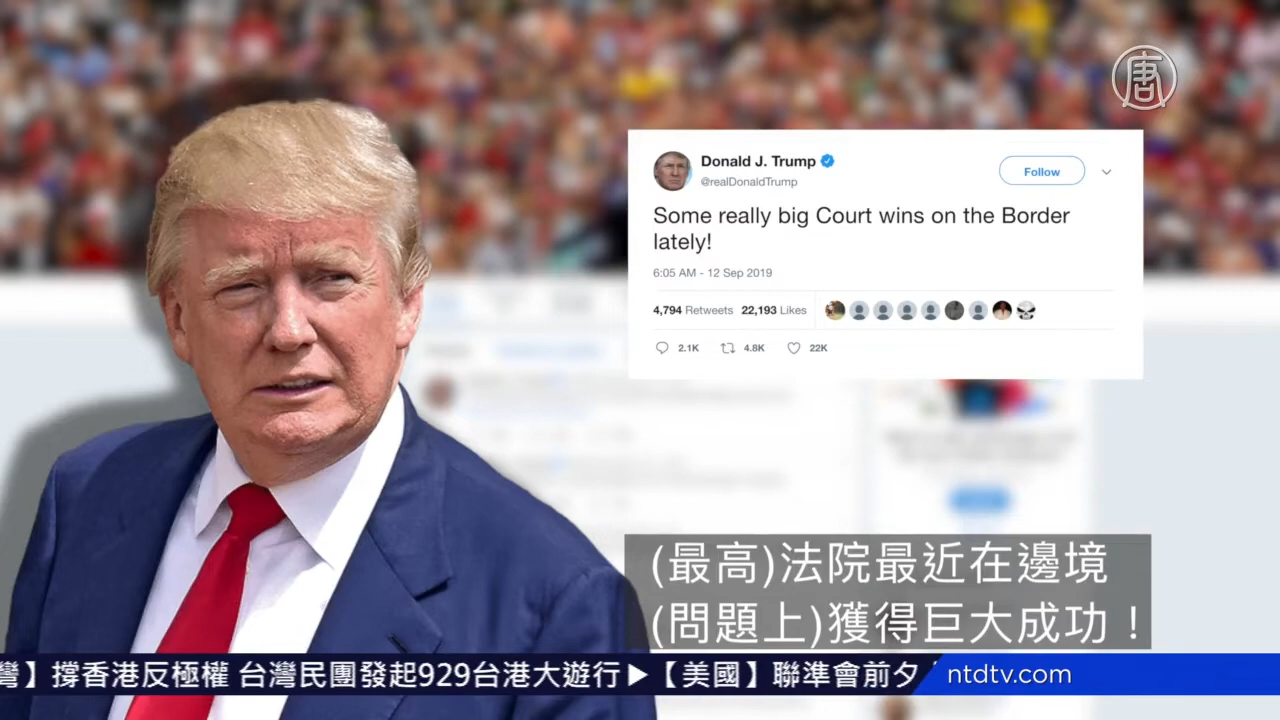 唐
Donald J. Trump
@realDonaldTrump
Follow
Some really big Court wins on the Border
lately!
6:05 AM - 12 Sep 2019
4,794 Retweets 22,193 Likes
2.1K 4.8K 22K
(最高)法院最近在邊境
(問題上)獲得巨大成功！
灣】撐香港反極權 台灣民團發起929台港大遊行▶【美國】聯準會前夕
ntdtv.com